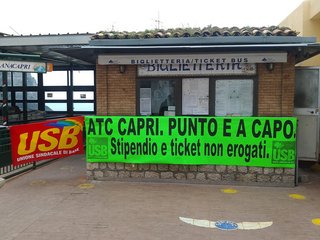 ANACAPRI
BIGLIETTERIA/TICKET BUS
BIGLIETTERIA
ATC CAPRI. PUNTO E A CAPO.
Stipendio e ticket non erogati.
USB
USB
USB
UNIONE SINDACALE DI BASE